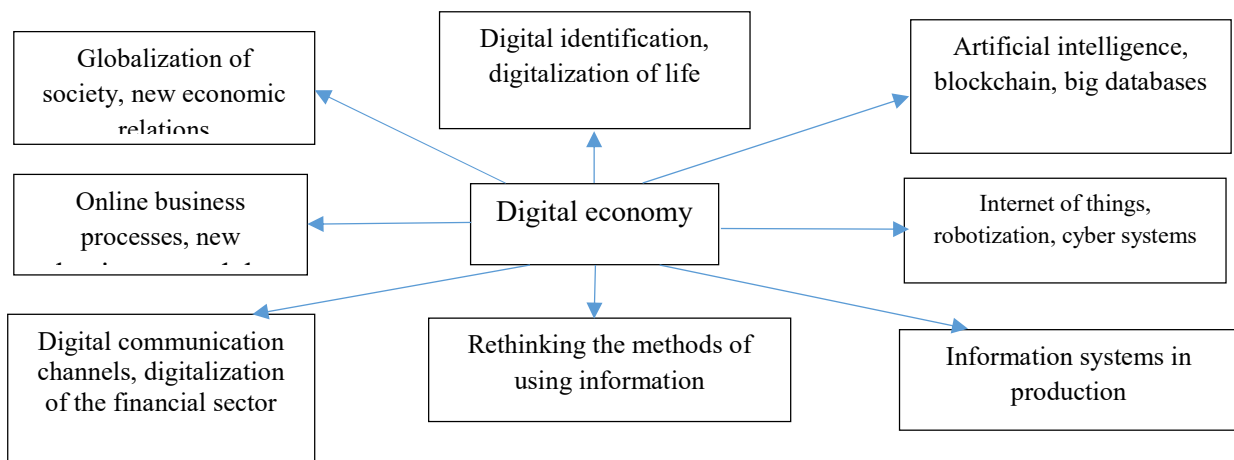 Globalization of
society, new economic
relations
Digital identification,
digitalization of life
Artificial intelligence,
blockchain, big databases
Online business
processes, new
Digital economy
Internet of things,
robotization, cyber systems
Digital communication
channels, digitalization
of the financial sector
Rethinking the methods of
using information
Information systems in
production